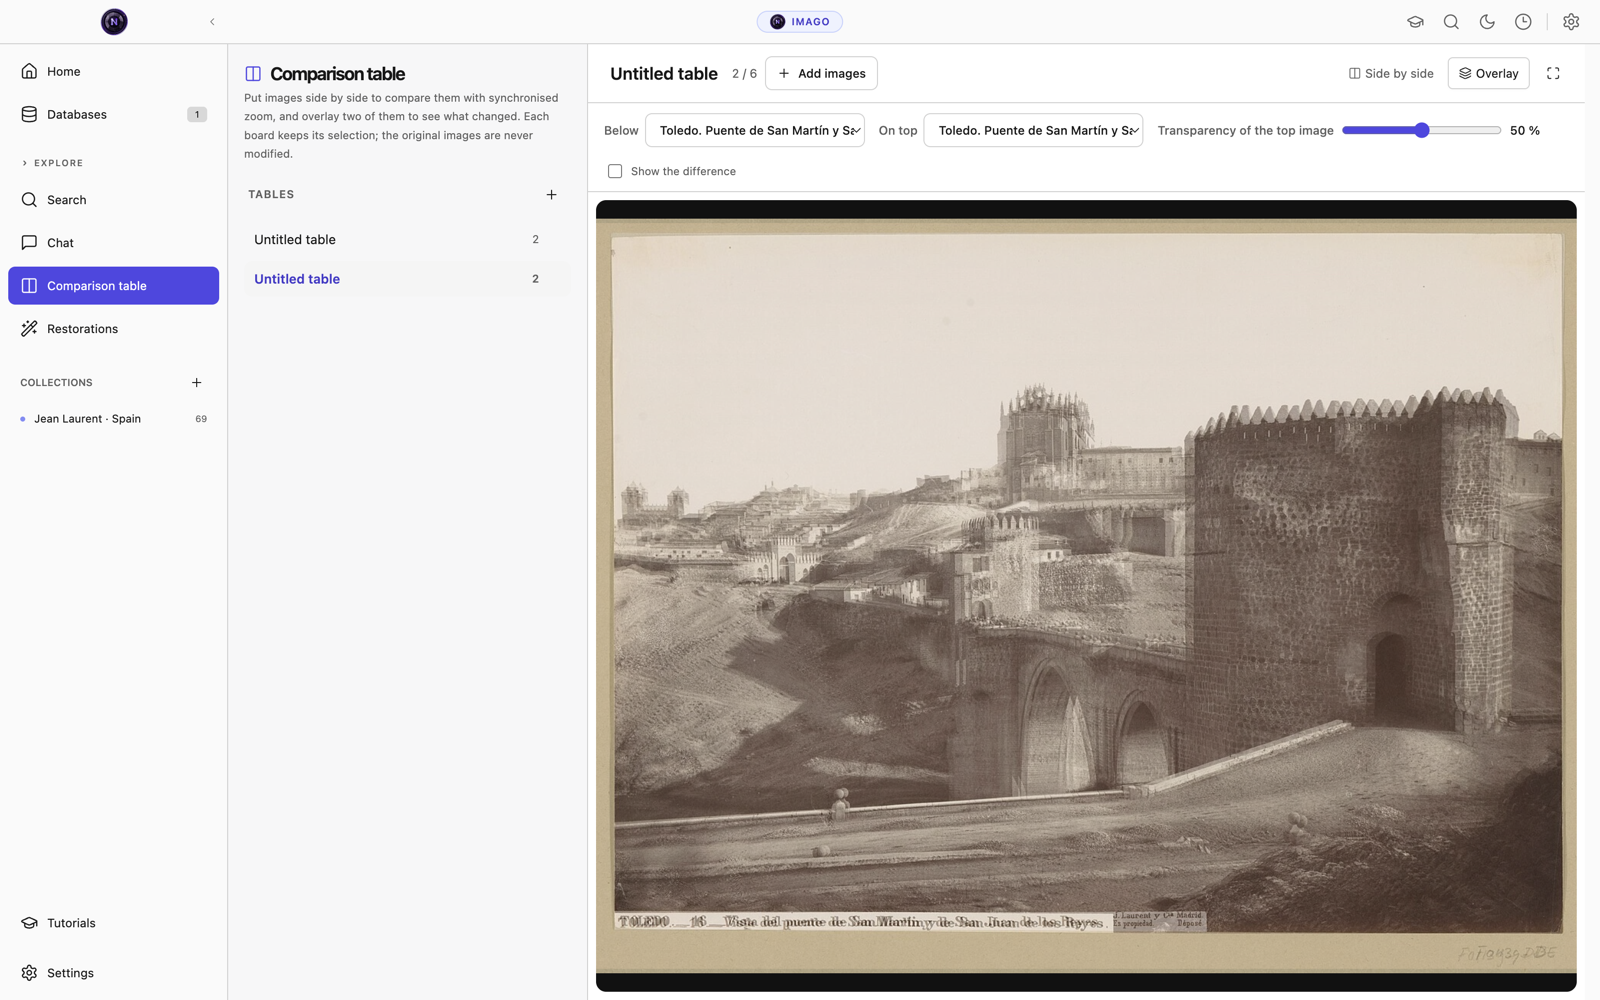 N
IMAGO
Home
Databases
1
EXPLORE
Search
Chat
Comparison table
Restorations
COLLECTIONS
Jean Laurent · Spain
69
Tutorials
Settings
Comparison table
Put images side by side to compare them with synchronised
zoom, and overlay two of them to see what changed. Each
board keeps its selection; the original images are never
modified.
TABLES
Untitled table
2
Untitled table
2
Untitled table
2 / 6
Add images
Side by side
Overlay
Below
Toledo. Puente de San Martín y Sa
On top
Toledo. Puente de San Martín y Sa
Transparency of the top image
50 %
Show the difference
TOLEDO _ 16 _ Vista del puente de San Martin y de San Juan de los Reyes.
J. Laurent y Cia Madrid.
Es propiedad Déposé